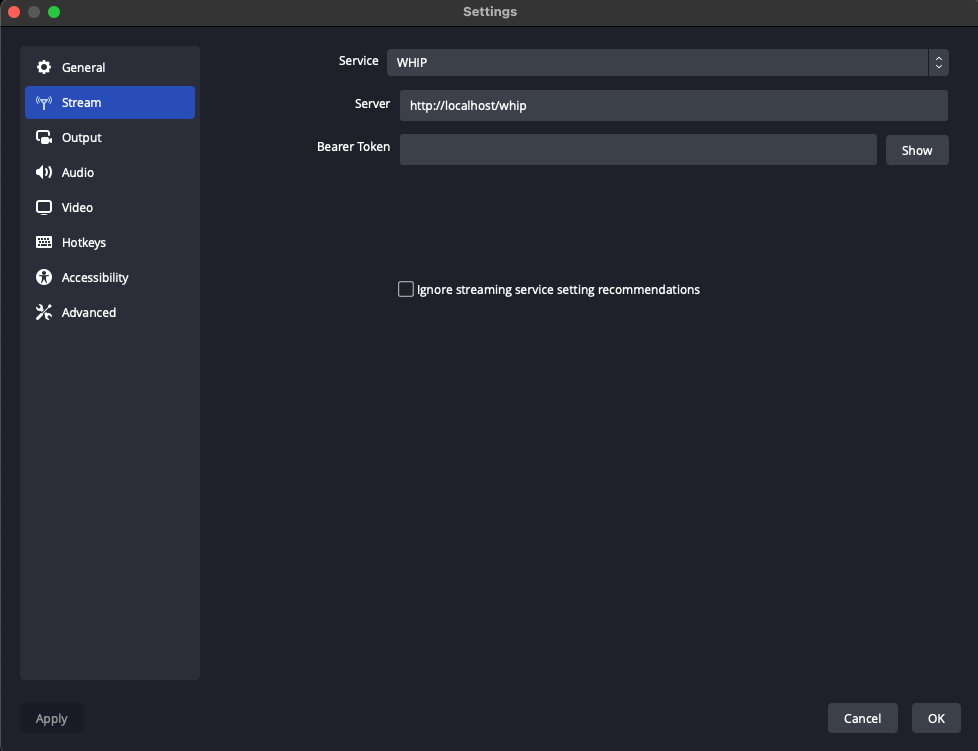 Settings
General
Stream
Output
Audio
Video
Hotkeys
Accessibility
Advanced
Service WHIP
Server http://localhost/whip
Bearer Token Show
Ignore streaming service setting recommendations
Apply Cancel OK